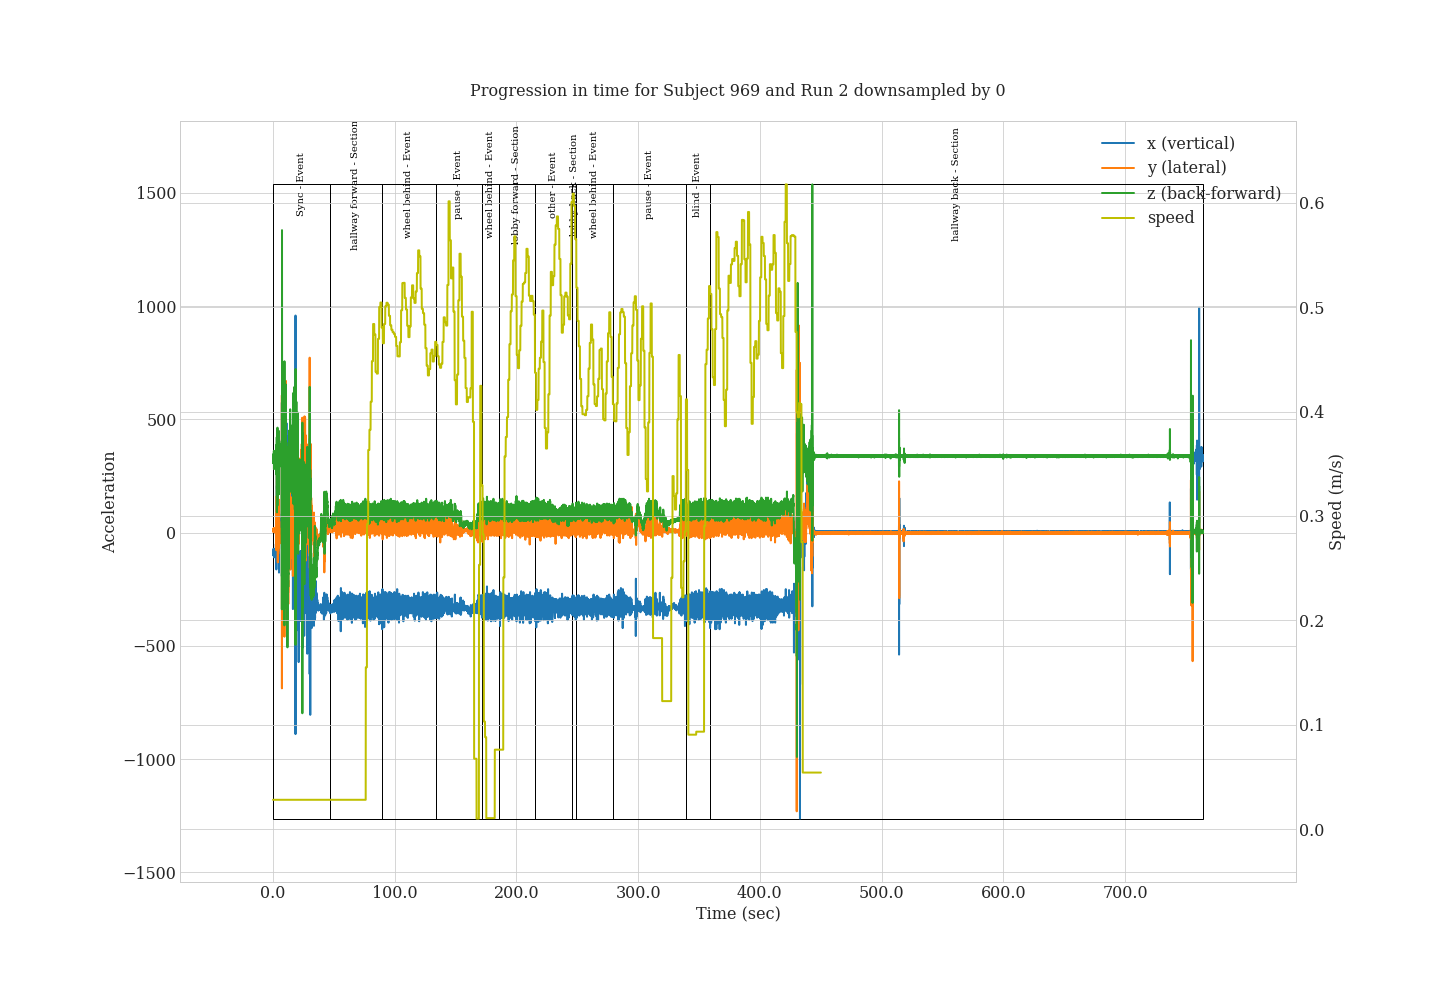 Progression in time for Subject 969 and Run 2 downsampled by 0
Sync - Event
hallway forward - Section
wheel behind - Event
pause - Event
wheel behind - Event
lobby forward - Section
other - Event
lobby back - Section
wheel behind - Event
pause - Event
blind - Event
hallway back - Section
x (vertical)
y (lateral)
z (back-forward)
speed
Acceleration
1500
1000
500
0
−500
−1000
−1500
0.6
0.5
0.4
0.3
0.2
0.1
0.0
Speed (m/s)
0.0 100.0 200.0 300.0 400.0 500.0 600.0 700.0
Time (sec)